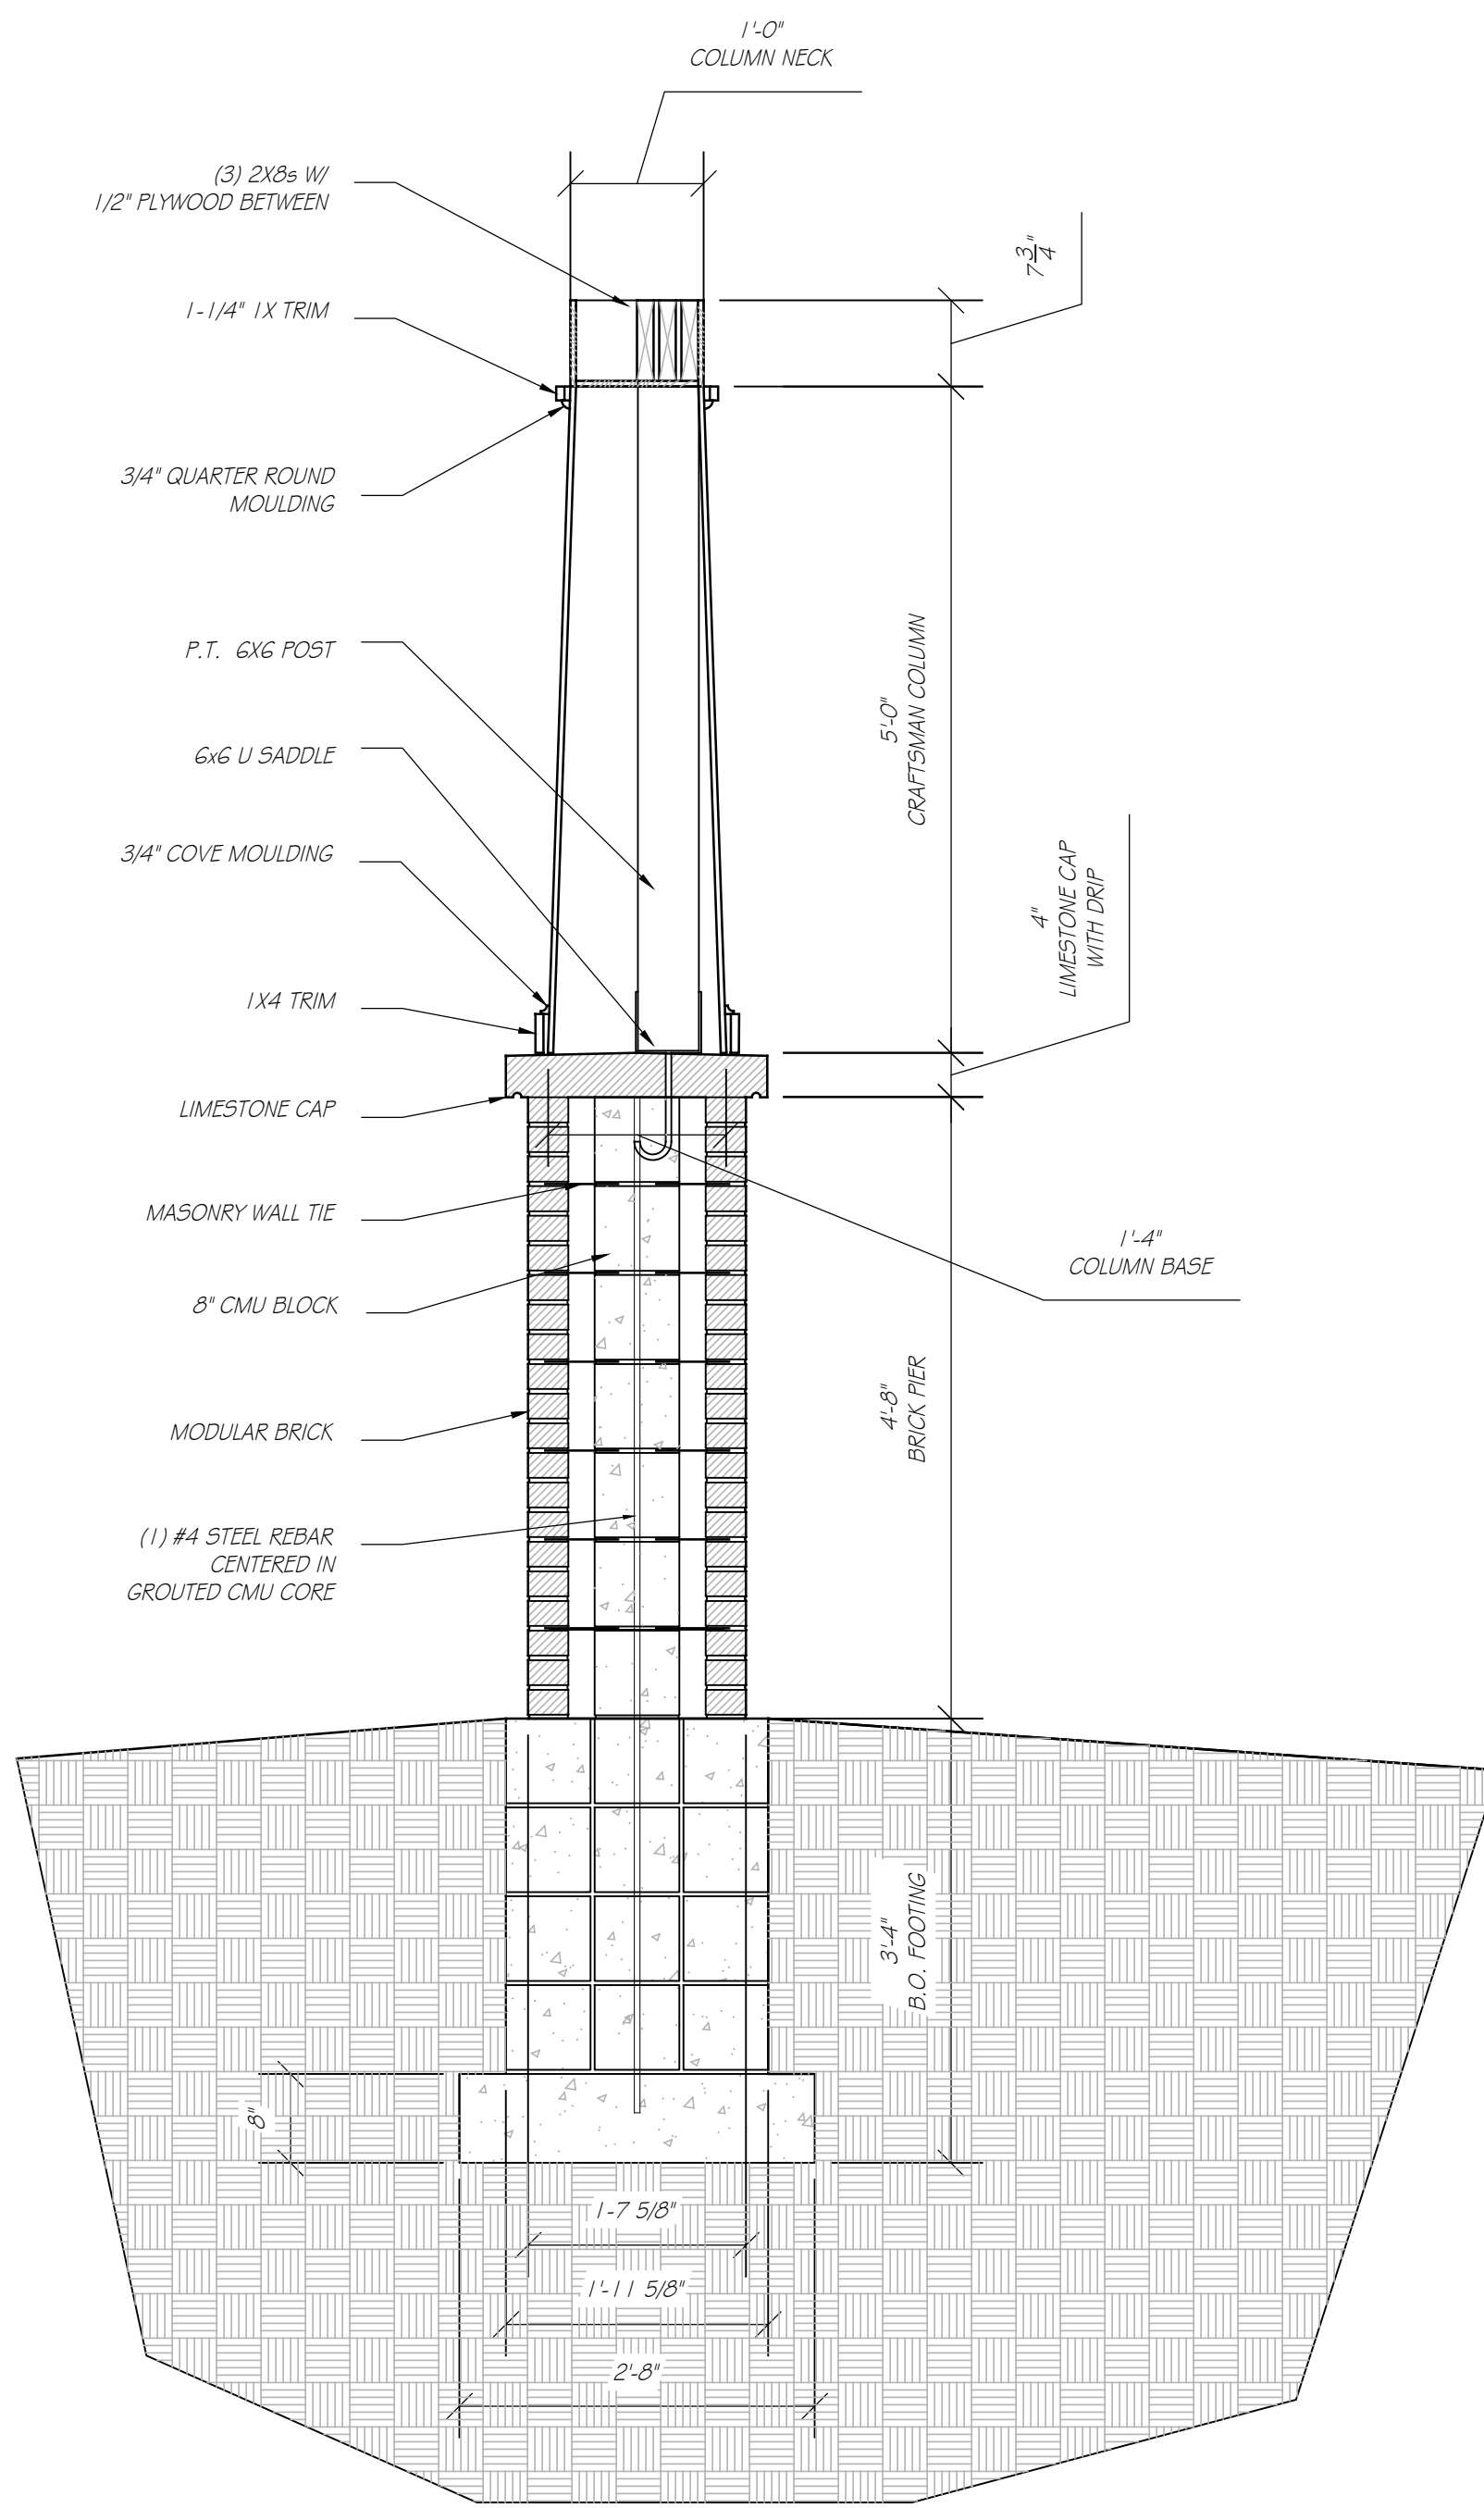 1'-0"
COLUMN NECK
(3) 2X8s W/
1/2" PLYWOOD BETWEEN
7 3/4"
1-1/4" 1X TRIM
3/4" QUARTER ROUND
MOULDING
P.T. 6X6 POST
5'-0"
CRAFTSMAN COLUMN
6x6 U SADDLE
3/4" COVE MOULDING
4"
LIMESTONE CAP
WITH DRIP
1X4 TRIM
LIMESTONE CAP
MASONRY WALL TIE
1'-4"
COLUMN BASE
8" CMU BLOCK
4'-8"
BRICK PIER
MODULAR BRICK
(1) #4 STEEL REBAR
CENTERED IN
GROUTED CMU CORE
3'-4"
B.O. FOOTING
8"
1-7 5/8"
1'-11 5/8"
2'-8"